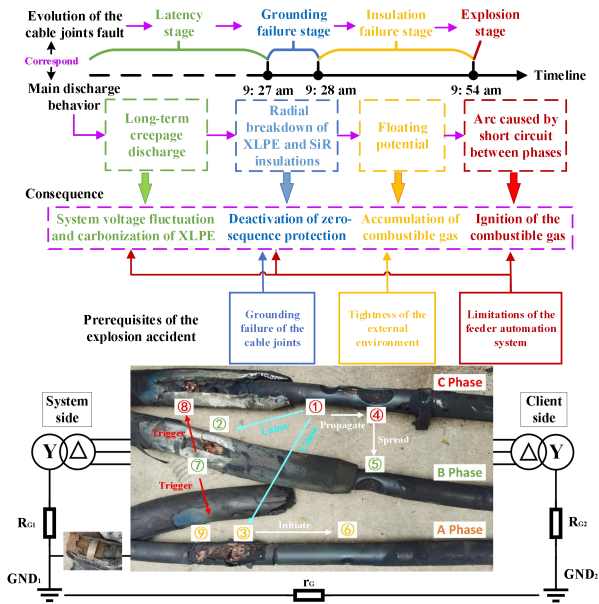 Evolution of the
cable joints fault
Latency
stage
Grounding
failure stage
Insulation
failure stage
Explosion
stage
Correspond
Timeline
9: 27 am
9: 28 am
9: 54 am
Main discharge
behavior
Long-term
creepage
discharge
Radial
breakdown of
XLPE and SiR
insulations
Floating
potential
Arc caused by
short circuit
between phases
Consequence
System voltage fluctuation
and carbonization of XLPE
Deactivation of zero-
sequence protection
Accumulation of
combustible gas
Ignition of the
combustible gas
Prerequisites of the
explosion accident
Grounding
failure of the
cable joints
Tightness of the
external
environment
Limitations of the
feeder automation
system
System
side
Client
side
C Phase
⑧
①
④
②
Cause
Cause
Propagate
Trigger
Spread
⑦
⑤
B Phase
Trigger
⑨
③
Initiate
⑥
A Phase
Y
Δ
Δ
Y
RG1
RG2
GND1
rG
GND2